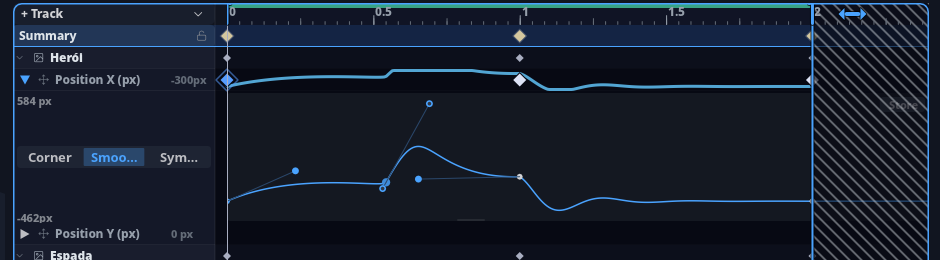 + Track
0 0.5 1 1.5 2
Summary
Heról
Position X (px) -300px
584 px
Store
Corner Smoo... Sym...
-462px
Position Y (px) 0 px
Espada